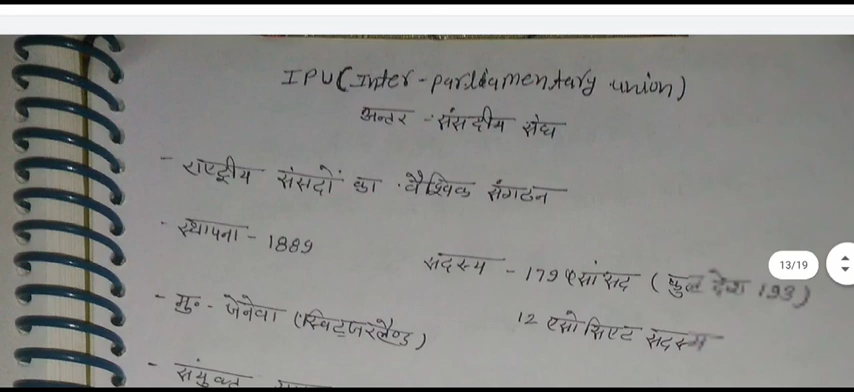 IPU (Inter-parliamentary union)
अन्तर - संसदीय संघ
- राष्ट्रीय संसदों का वैश्विक संगठन
- स्थापना - 1889
सदस्य - 179 सांसद (कुल देश 193)
- मु॰ - जेनेवा (स्विट्जरलैण्ड)
12 एसोसिएट सदस्य
- संयुक्त
13/19